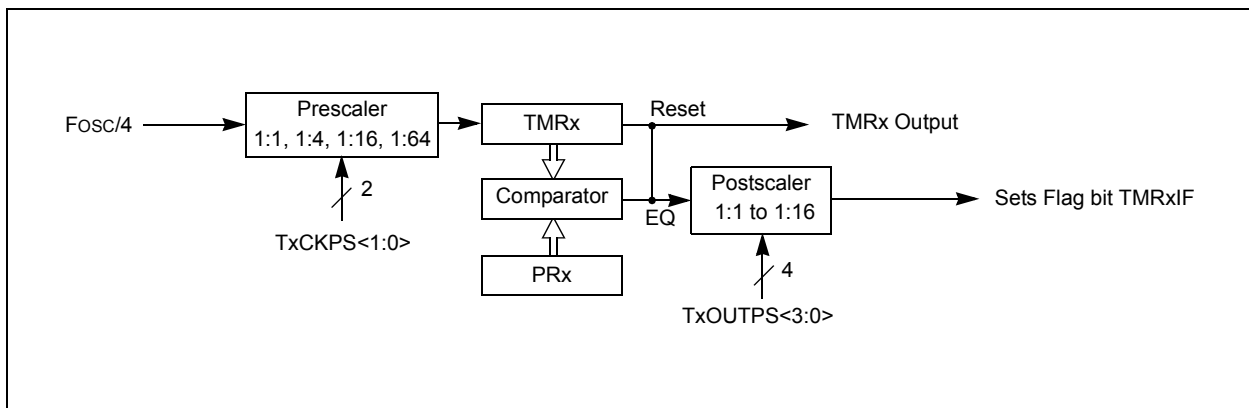 Fosc/4
Prescaler
1:1, 1:4, 1:16, 1:64
2
TxCKPS<1:0>
TMRx
Comparator
PRx
Reset
EQ
TMRx Output
Postscaler
1:1 to 1:16
4
TxOUTPS<3:0>
Sets Flag bit TMRxIF